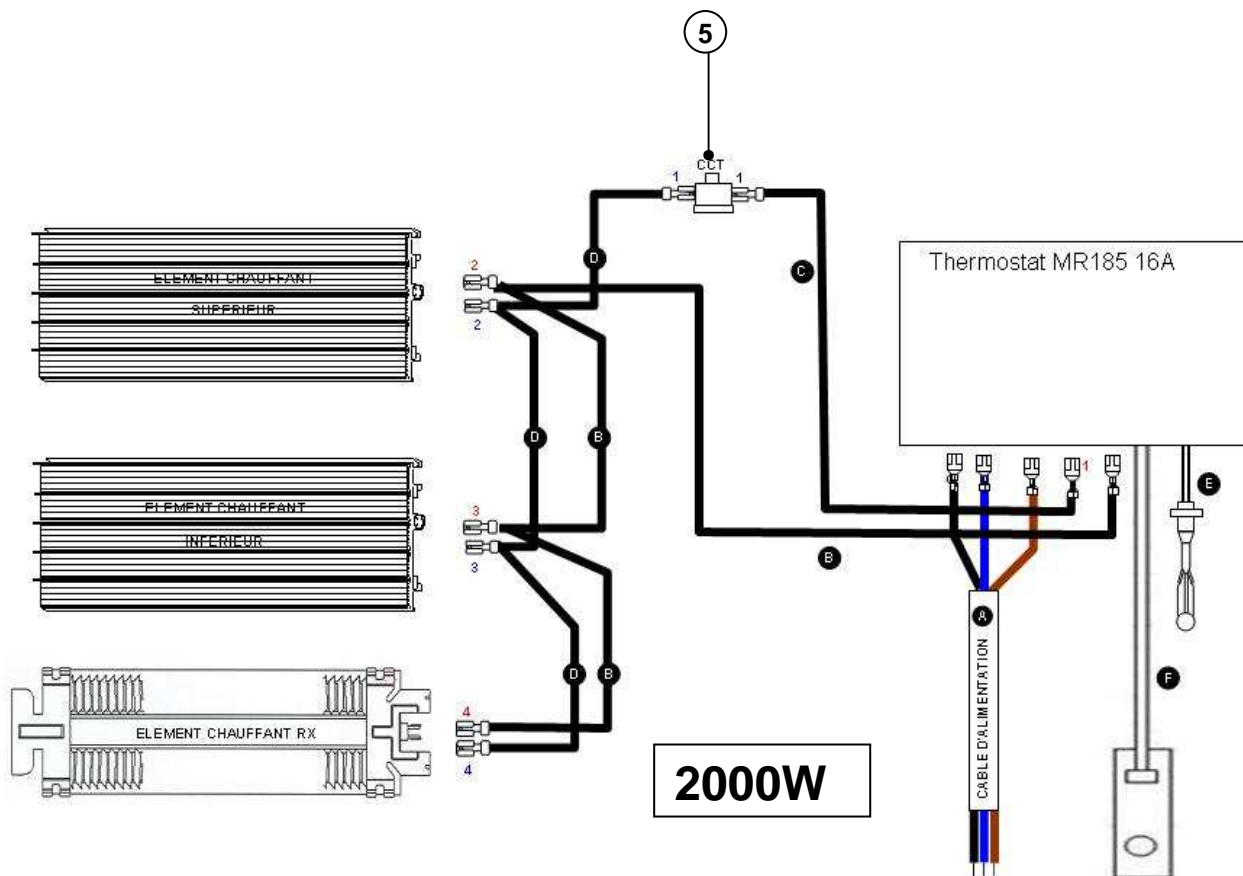 5
CCT
1 1
D
C
Thermostat MR185 16A
ELEMENT CHAUFFANT
SUPERIEUR
2
2
D
B
1
E
ELEMENT CHAUFFANT
INFERIEUR
3
3
B
A
CABLE D'ALIMENTATION
D
B
F
ELEMENT CHAUFFANT RX
4
4
2000W